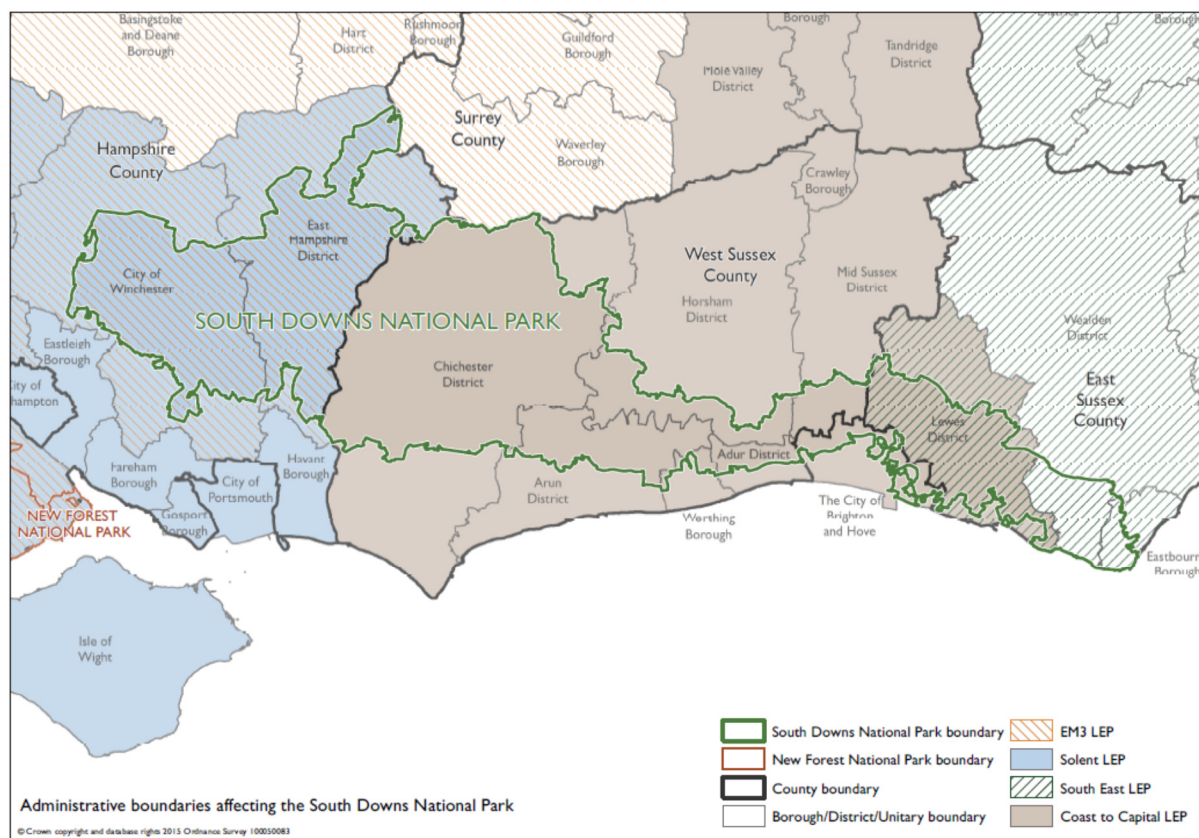 Basingstoke
and Deane
Borough
Hart
District
Rushmoor
Borough
Guildford
Borough
Mole Valley
District
Borough
Tandridge
District
Borough
Hampshire
County
Surrey
County
Waverley
Borough
Crawley
Borough
East
Hampshire
District
City of
Winchester
West Sussex
County
Horsham
District
Mid Sussex
District
SOUTH DOWNS NATIONAL PARK
Wealden
District
Eastleigh
Borough
Chichester
District
East
Sussex
County
City of
hampton
Lewes
District
Fareham
Borough
Havant
Borough
City of
Portsmouth
Gosport
Borough
Arun
District
Adur District
Worthing
Borough
The City of
Brighton
and Hove
NEW FOREST
NATIONAL PARK
Eastbourn
Borough
Isle of
Wight
South Downs National Park boundary
New Forest National Park boundary
County boundary
Borough/District/Unitary boundary
EM3 LEP
Solent LEP
South East LEP
Coast to Capital LEP
Administrative boundaries affecting the South Downs National Park
© Crown copyright and database rights 2015 Ordnance Survey 100050083